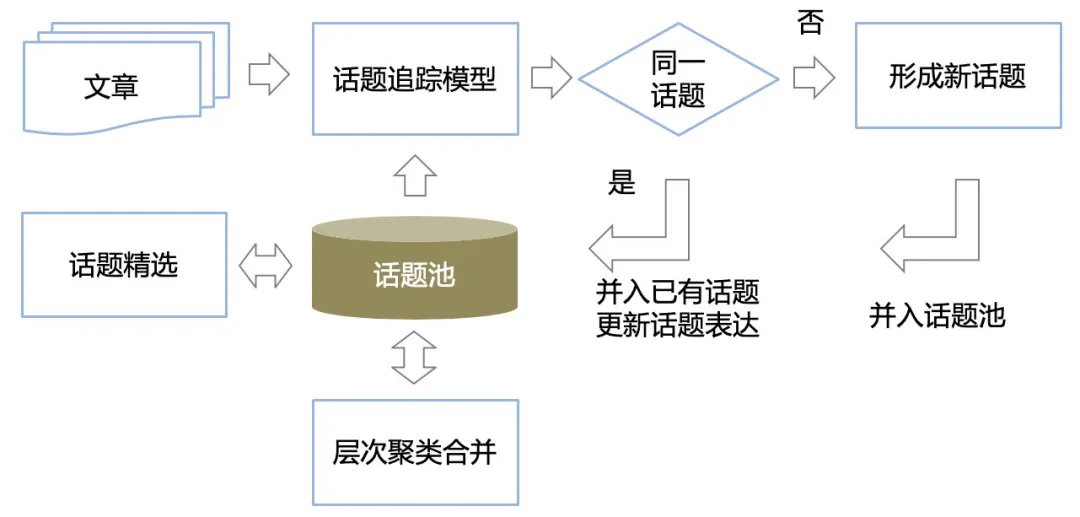 否
文章
话题追踪模型
同一
话题
形成新话题
是
话题精选
话题池
并入已有话题
更新话题表达
并入话题池
层次聚类合并